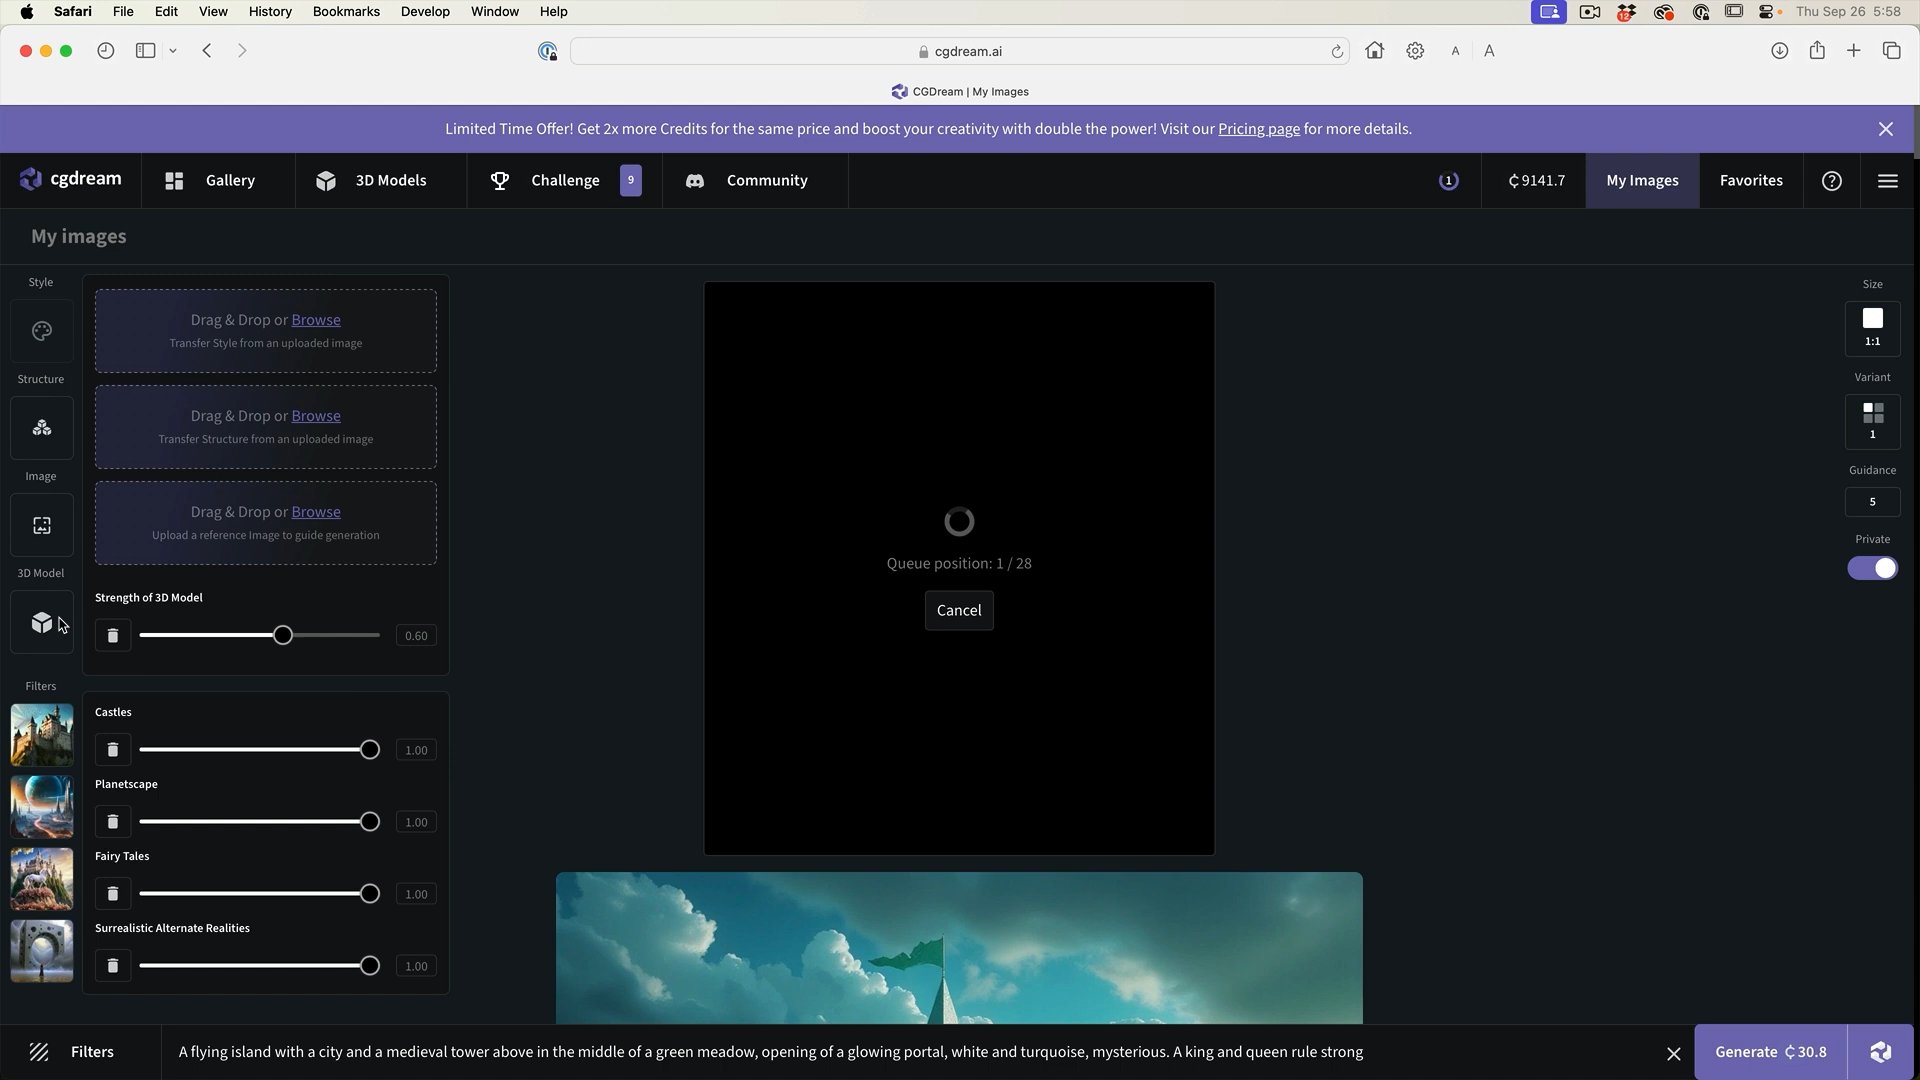 Safari File Edit View History Bookmarks Develop Window Help
12
Thu Sep 26 5:58
cgdream.ai
A A
CGDream | My Images
Limited Time Offer! Get 2x more Credits for the same price and boost your creativity with double the power! Visit our Pricing page for more details.
cgdream
Gallery
3D Models
Challenge 9
Community
1
₵9141.7
My Images
Favorites
My images
Style
Structure
Image
3D Model
Filters
Drag & Drop or Browse
Transfer Style from an uploaded image
Drag & Drop or Browse
Transfer Structure from an uploaded image
Drag & Drop or Browse
Upload a reference Image to guide generation
Strength of 3D Model
0.60
Castles
1.00
Planetscape
1.00
Fairy Tales
1.00
Surrealistic Alternate Realities
1.00
Queue position: 1 / 28
Cancel
Size
1:1
Variant
1
Guidance
5
Private
Filters
A flying island with a city and a medieval tower above in the middle of a green meadow, opening of a glowing portal, white and turquoise, mysterious. A king and queen rule strong
Generate ₵30.8